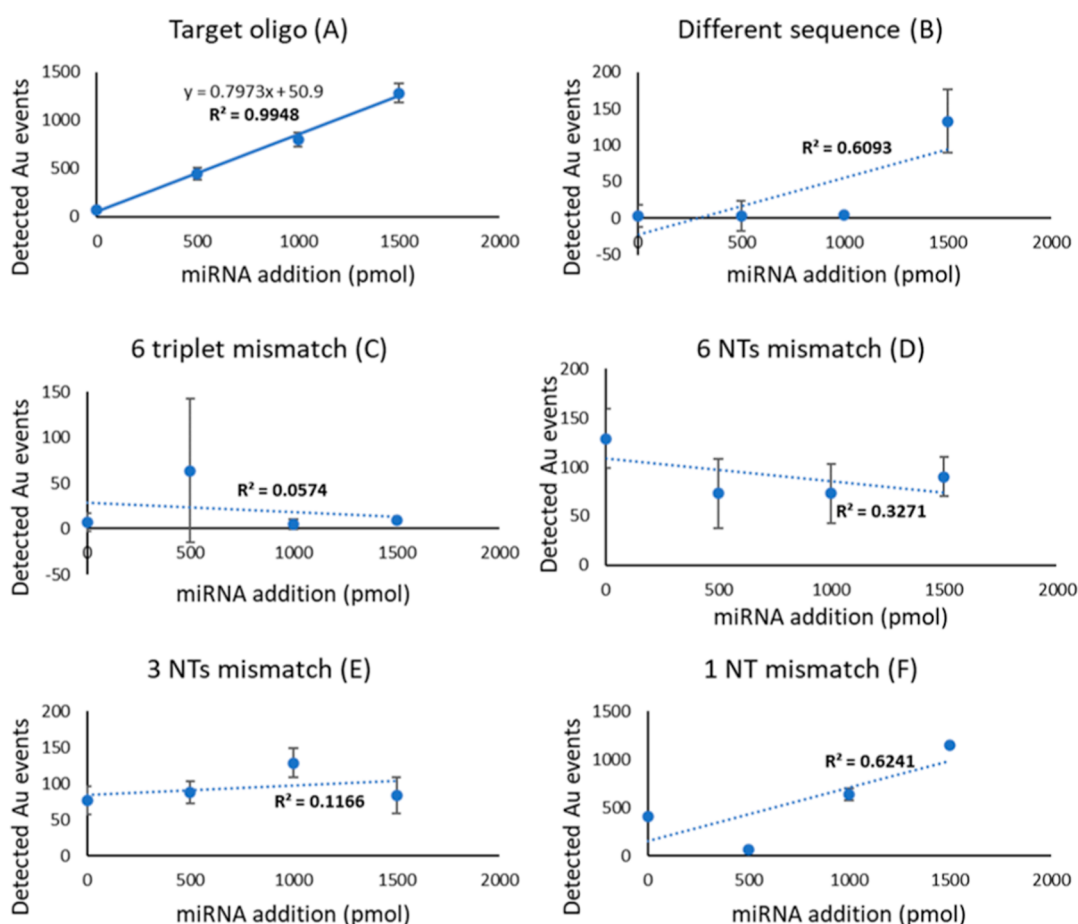 Target oligo (A)
Detected Au events
1500
1000
500
0
y = 0.7973x + 50.9
R² = 0.9948
0 500 1000 1500 2000
miRNA addition (pmol)
Different sequence (B)
Detected Au events
200
150
100
50
0
-50
R² = 0.6093
0 500 1000 1500 2000
miRNA addition (pmol)
6 triplet mismatch (C)
Detected Au events
150
100
50
0
-50
R² = 0.0574
0 500 1000 1500 2000
miRNA addition (pmol)
6 NTs mismatch (D)
Detected Au events
200
150
100
50
0
R² = 0.3271
0 500 1000 1500 2000
miRNA addition (pmol)
3 NTs mismatch (E)
Detected Au events
200
150
100
50
0
R² = 0.1166
0 500 1000 1500 2000
miRNA addition (pmol)
1 NT mismatch (F)
Detected Au events
1500
1000
500
0
R² = 0.6241
0 500 1000 1500 2000
miRNA addition (pmol)